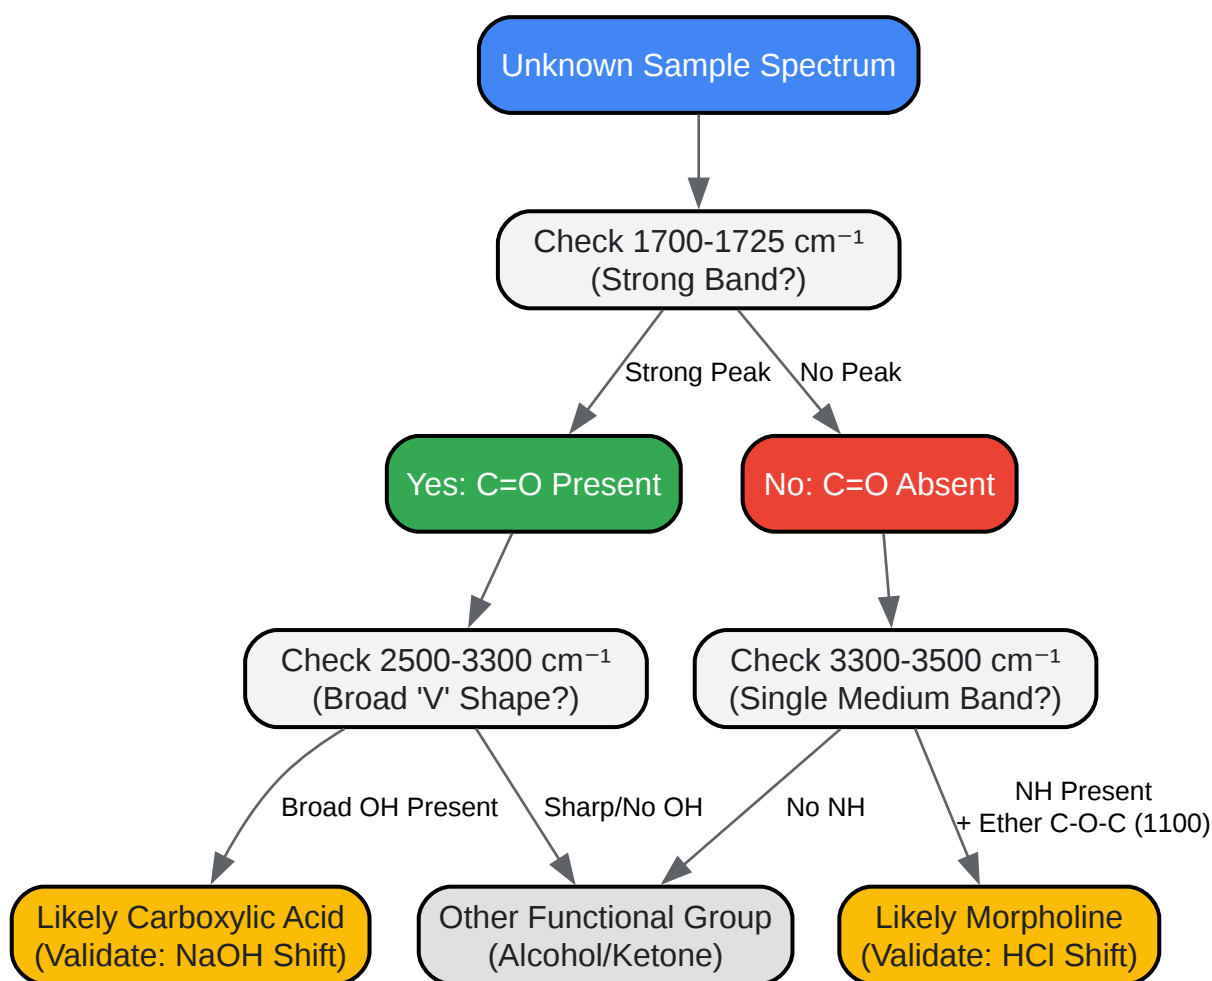 Unknown Sample Spectrum
Check 1700-1725 cm⁻¹
(Strong Band?)
Strong Peak
No Peak
Yes: C=O Present
No: C=O Absent
Check 2500-3300 cm⁻¹
(Broad 'V' Shape?)
Check 3300-3500 cm⁻¹
(Single Medium Band?)
Broad OH Present
Sharp/No OH
No NH
NH Present
+ Ether C-O-C (1100)
Likely Carboxylic Acid
(Validate: NaOH Shift)
Other Functional Group
(Alcohol/Ketone)
Likely Morpholine
(Validate: HCl Shift)